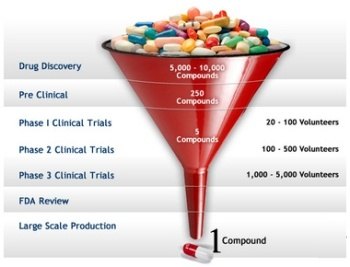 Drug Discovery
5,000 - 10,000
Compounds
Pre Clinical
250
Compounds
Phase I Clinical Trials
20 - 100 Volunteers
5
Compounds
Phase 2 Clinical Trials
100 - 500 Volunteers
Phase 3 Clinical Trials
1,000 - 5,000 Volunteers
FDA Review
Large Scale Production
1 Compound